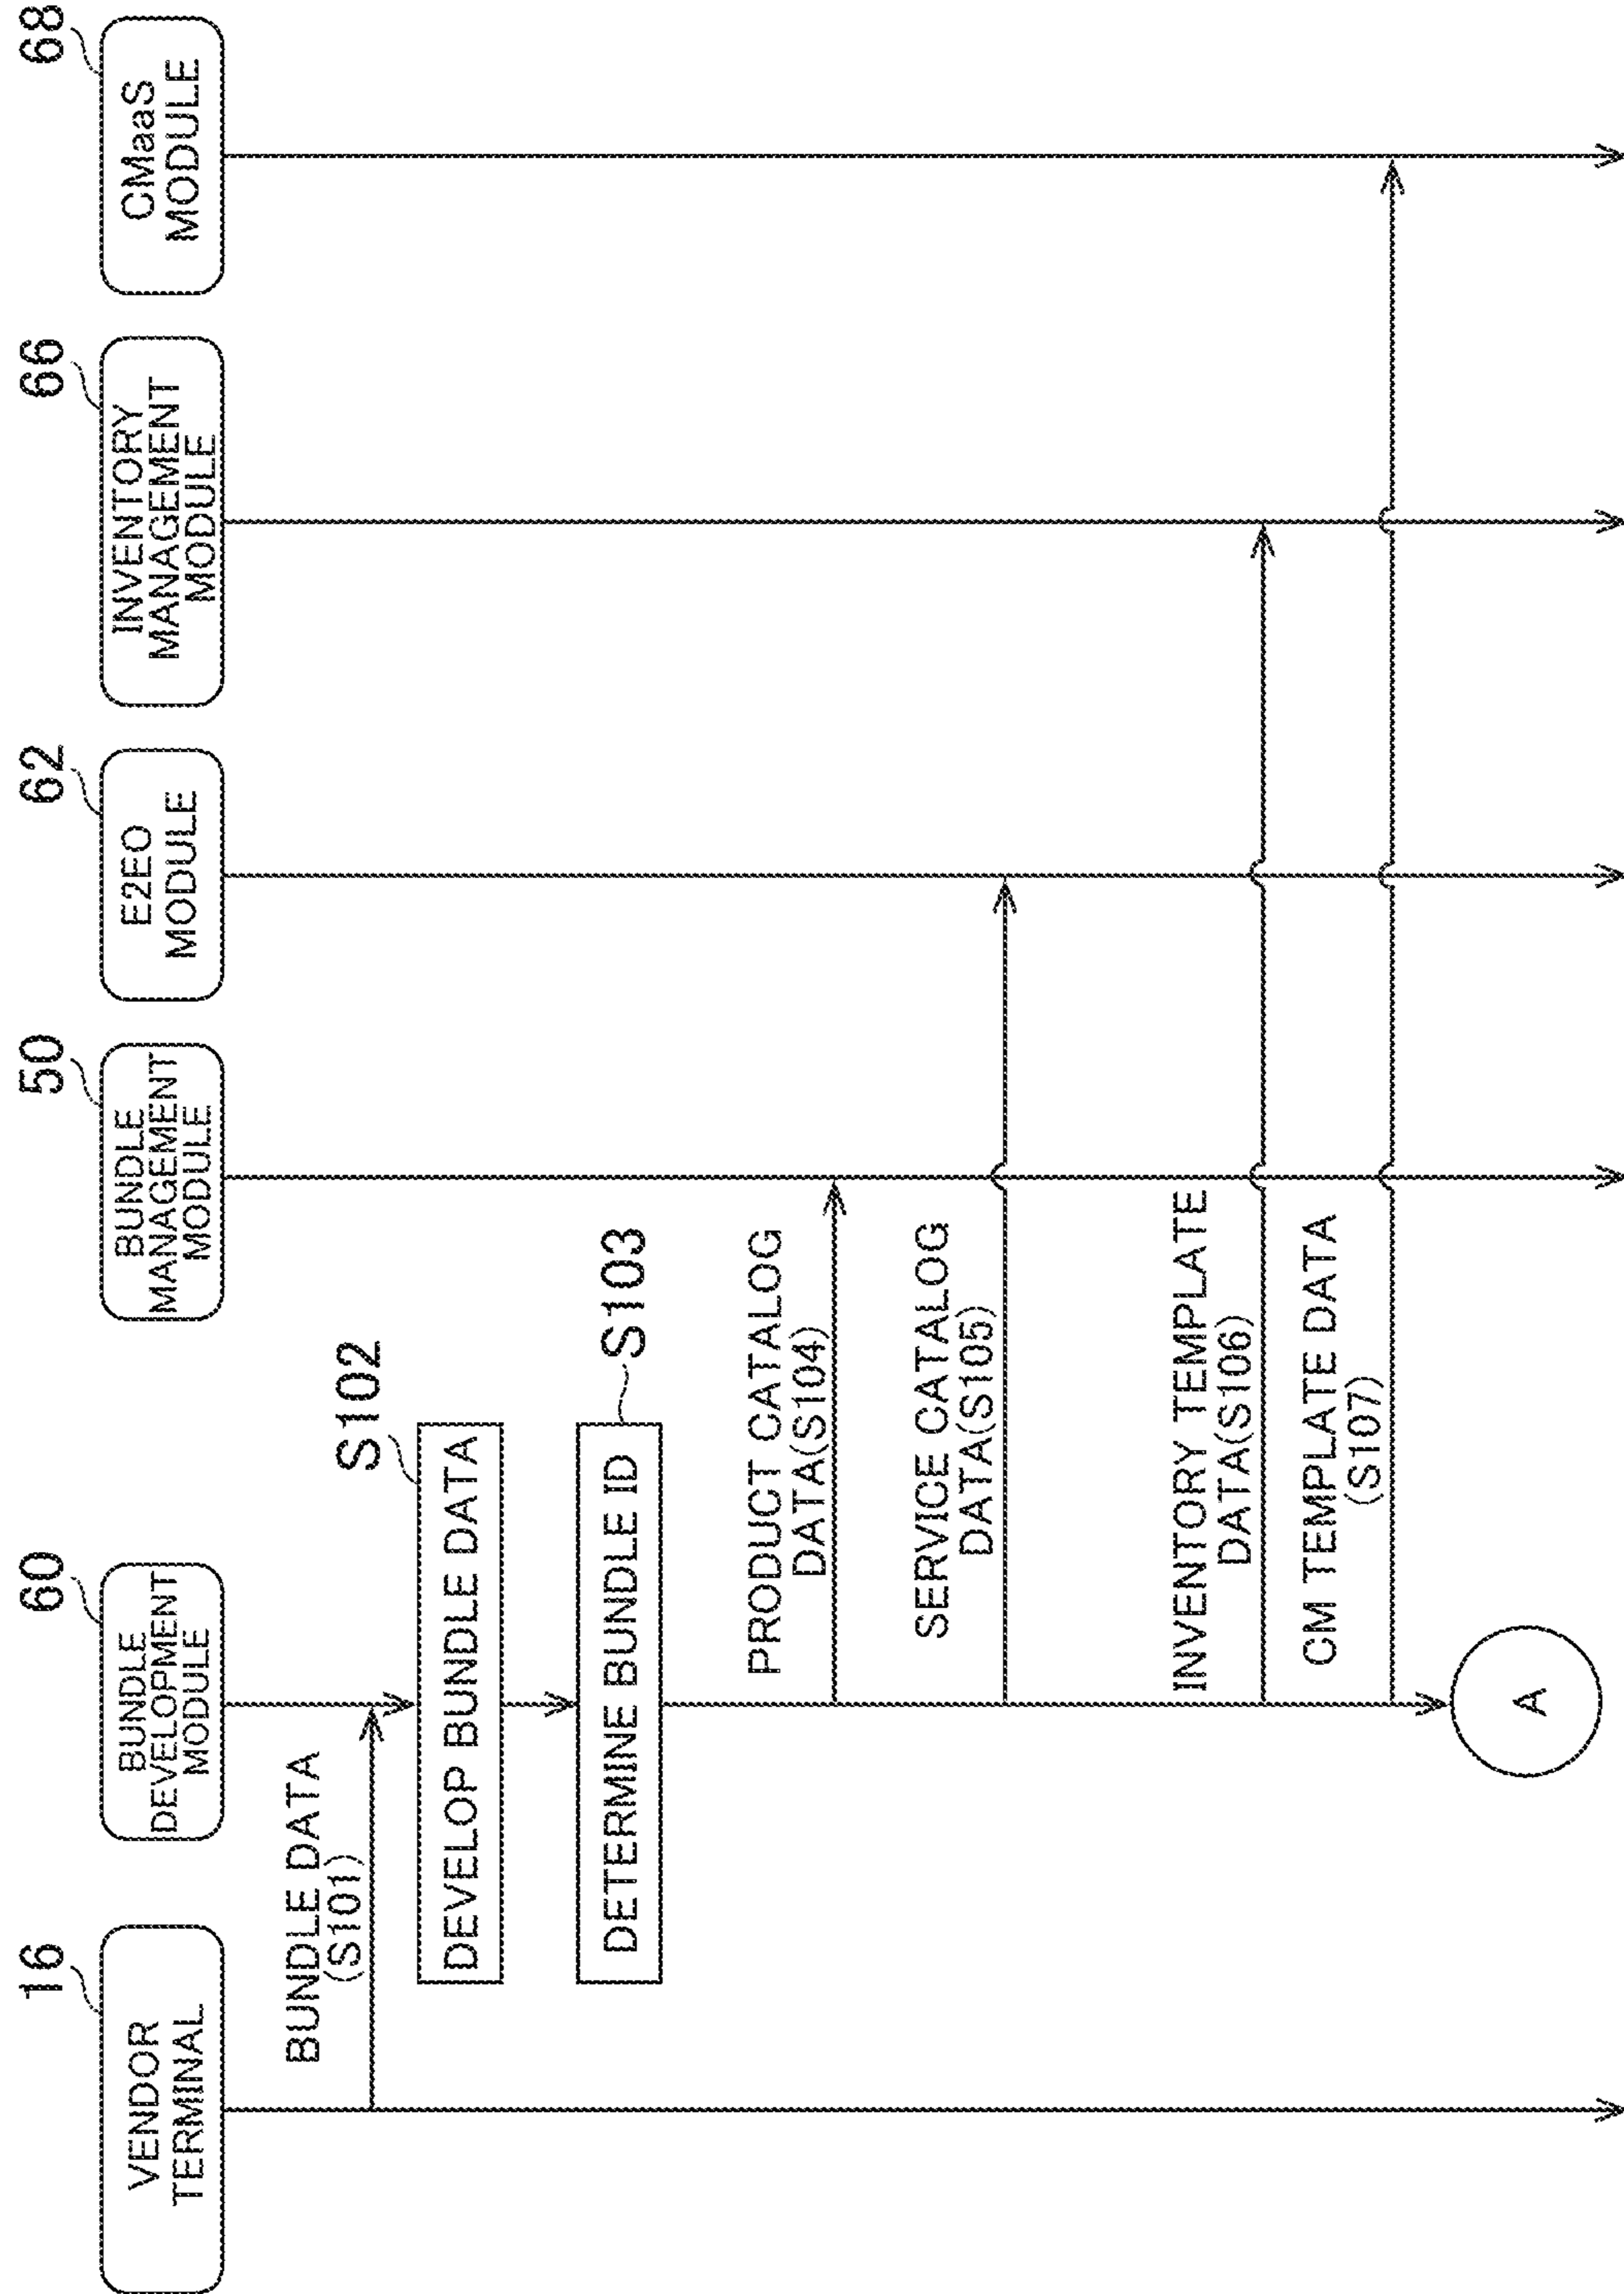 16
VENDOR
TERMINAL
60
BUNDLE
DEVELOPMENT
MODULE
50
BUNDLE
MANAGEMENT
MODULE
62
E2EO
MODULE
66
INVENTORY
MANAGEMENT
MODULE
68
CMaaS
MODULE
BUNDLE DATA
(S101)
S102
DEVELOP BUNDLE DATA
S103
DETERMINE BUNDLE ID
PRODUCT CATALOG
DATA(S104)
SERVICE CATALOG
DATA(S105)
INVENTORY TEMPLATE
DATA(S106)
CM TEMPLATE DATA
(S107)
A